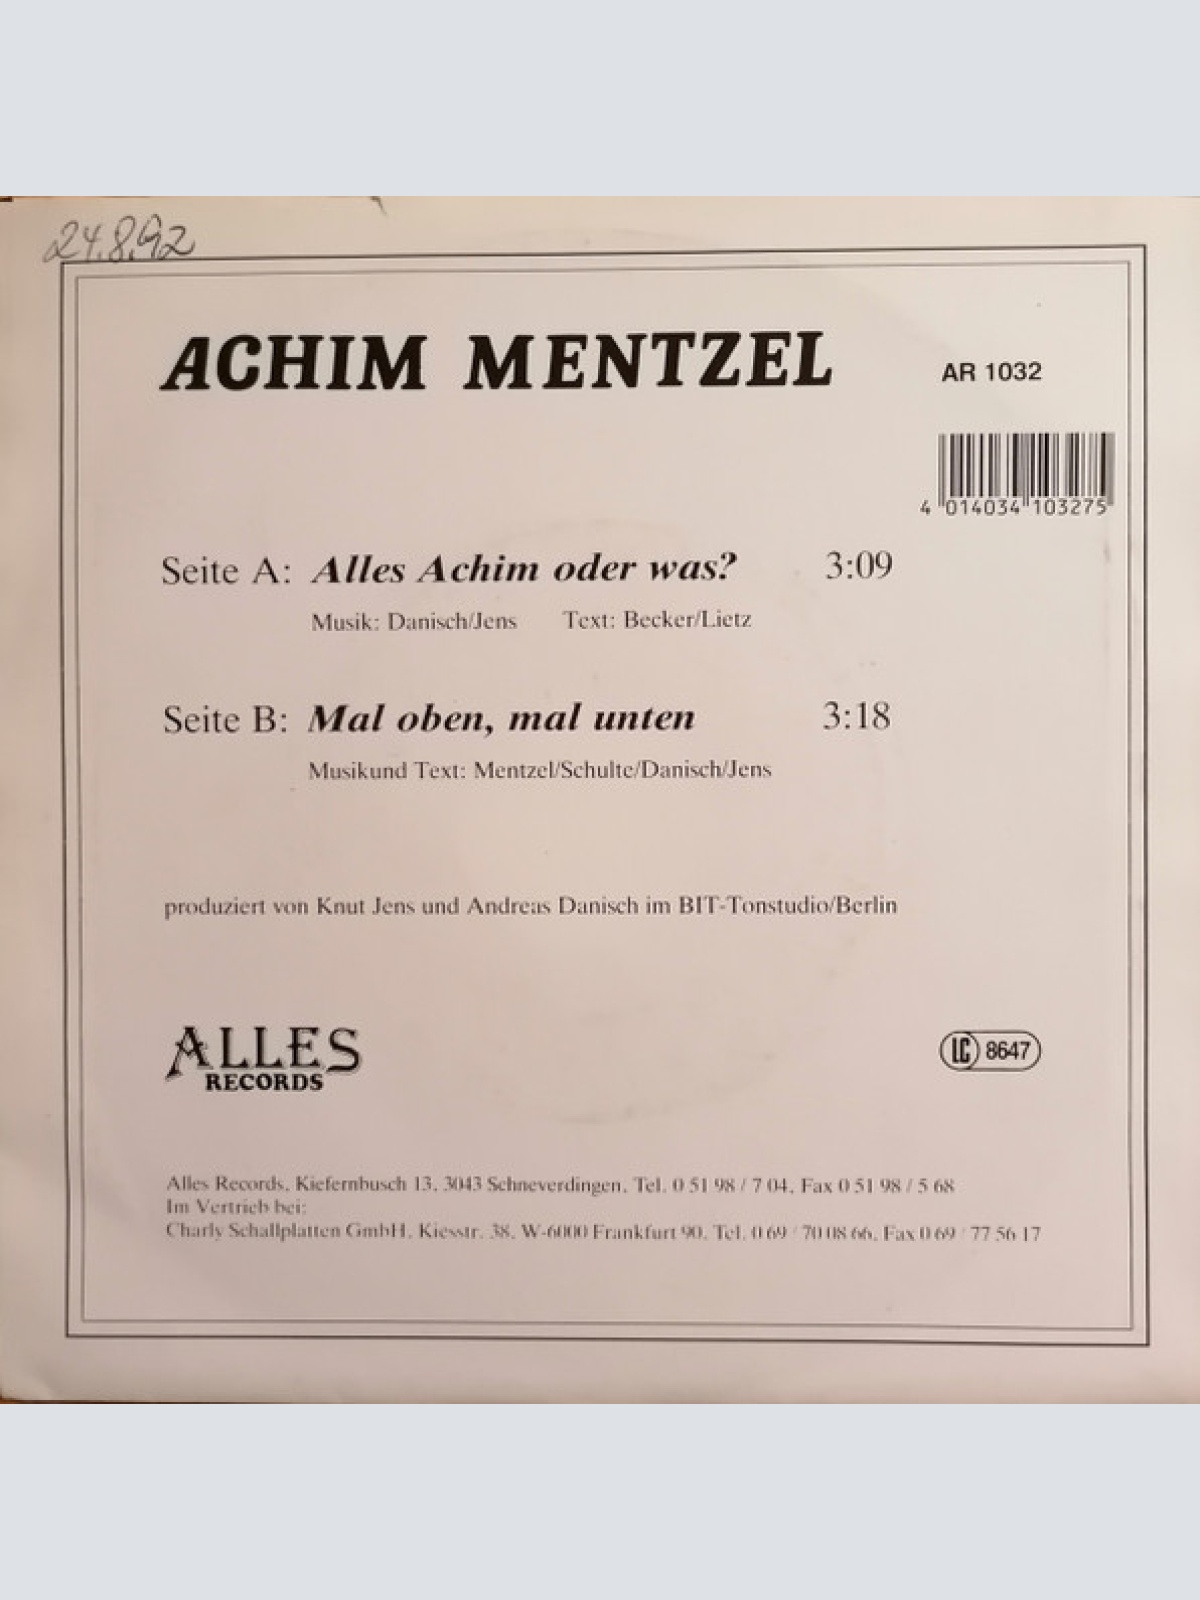 24.8.92
ACHIM MENTZEL
AR 1032
4 014034 103275
Seite A: Alles Achim oder was? 3:09
Musik: Danisch/Jens Text: Becker/Lietz
Seite B: Mal oben, mal unten 3:18
Musikund Text: Mentzel/Schulte/Danisch/Jens
produziert von Knut Jens und Andreas Danisch im BIT-Tonstudio/Berlin
ALLES
RECORDS
LC 8647
Alles Records, Kiefernbusch 13, 3043 Schneverdingen, Tel. 0 51 98 / 7 04, Fax 0 51 98 / 5 68
Im Vertrieb bei:
Charly Schallplatten GmbH, Kiesstr. 38, W-6000 Frankfurt 90, Tel. 0 69 / 70 08 66, Fax 0 69 / 77 56 17